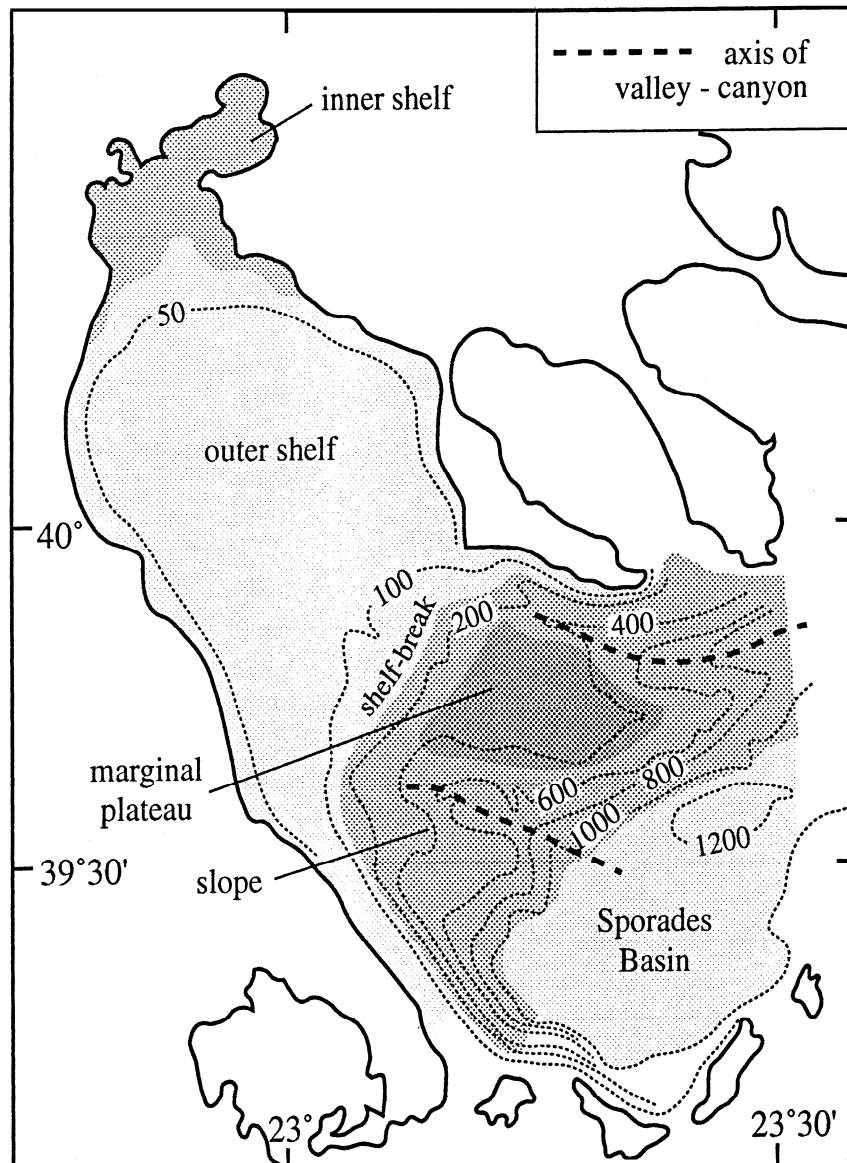 axis of
valley - canyon
inner shelf
50
outer shelf
40°
100
200
400
shelf-break
marginal
plateau
600
800
1000
1200
39°30'
slope
Sporades
Basin
23°
23°30'